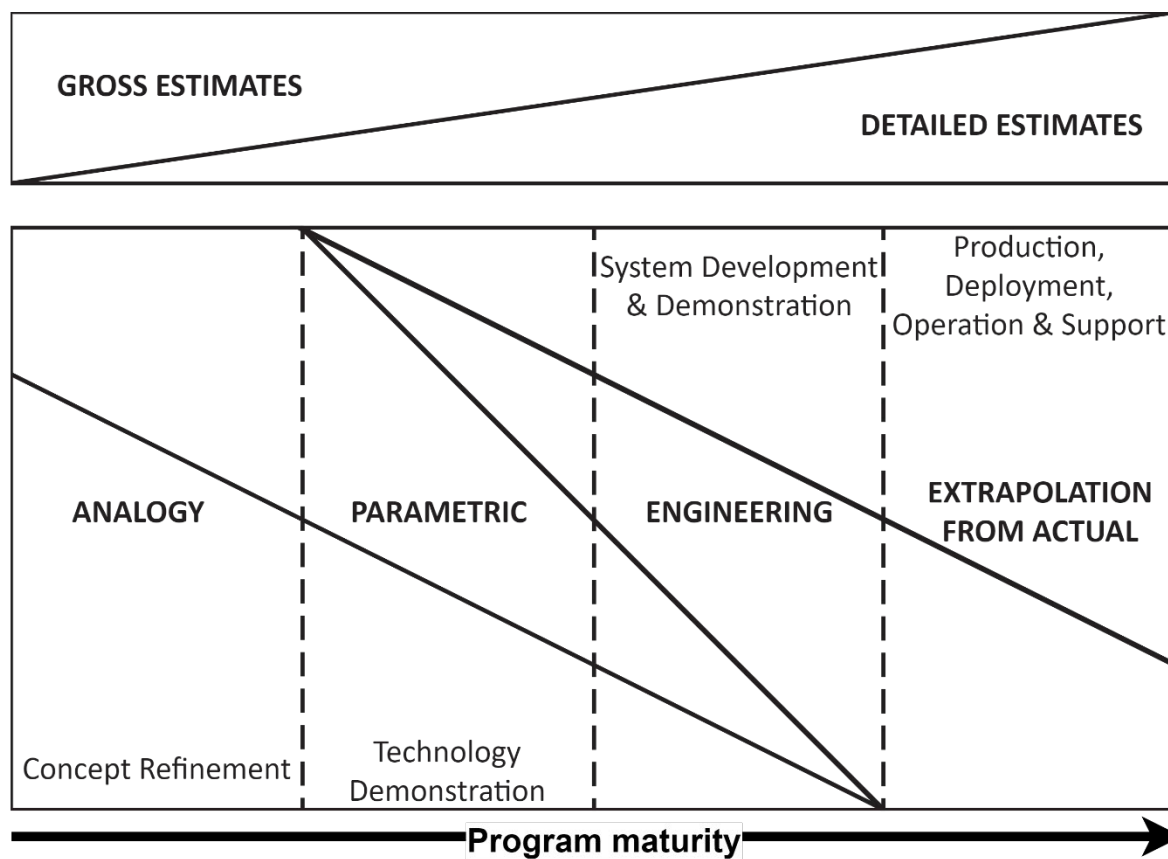 GROSS ESTIMATES
DETAILED ESTIMATES
System Development
& Demonstration
Production,
Deployment,
Operation & Support
ANALOGY
PARAMETRIC
ENGINEERING
EXTRAPOLATION
FROM ACTUAL
Concept Refinement
Technology
Demonstration
Program maturity